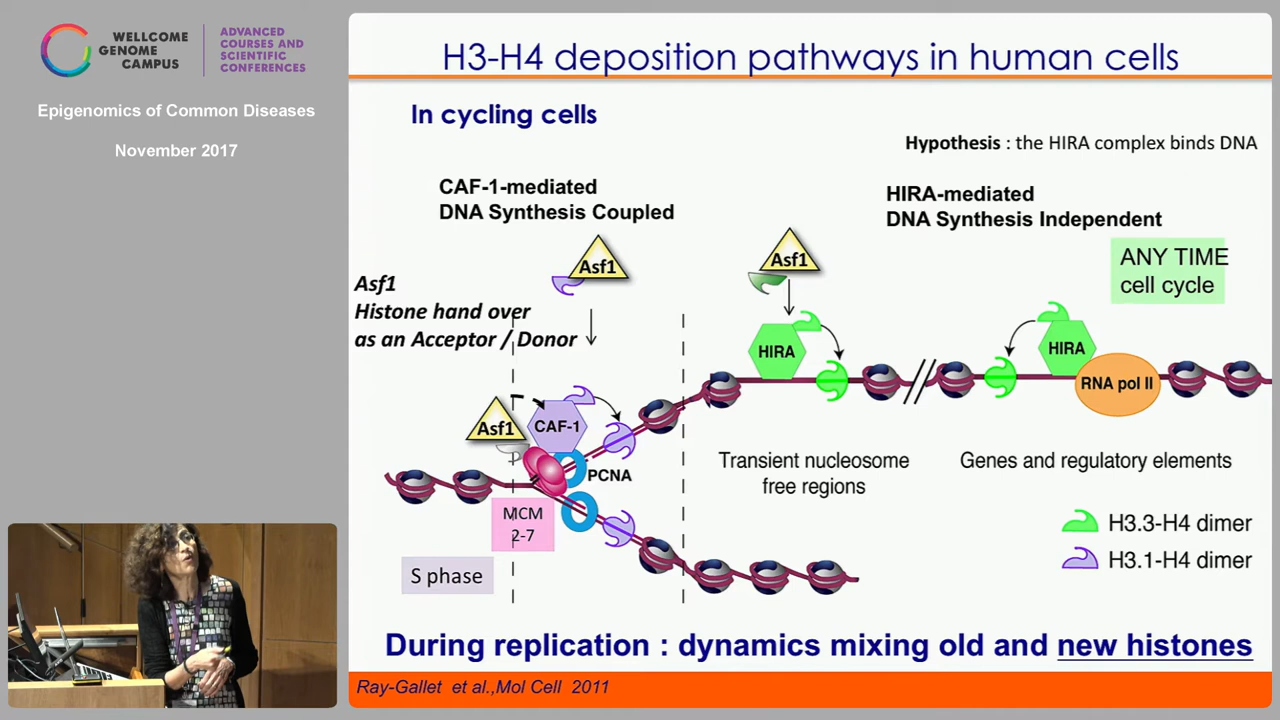 WELLCOME
GENOME
CAMPUS
ADVANCED
COURSES AND
SCIENTIFIC
CONFERENCES
Epigenomics of Common Diseases
November 2017
H3-H4 deposition pathways in human cells
In cycling cells
Hypothesis : the HIRA complex binds DNA
CAF-1-mediated
DNA Synthesis Coupled
HIRA-mediated
DNA Synthesis Independent
Asf1
Asf1
ANY TIME
cell cycle
Asf1
Histone hand over
as an Acceptor / Donor
HIRA
HIRA
RNA pol II
Asf1
CAF-1
PCNA
MCM
2-7
Transient nucleosome
free regions
Genes and regulatory elements
H3.3-H4 dimer
H3.1-H4 dimer
S phase
During replication : dynamics mixing old and new histones
Ray-Gallet et al.,Mol Cell 2011